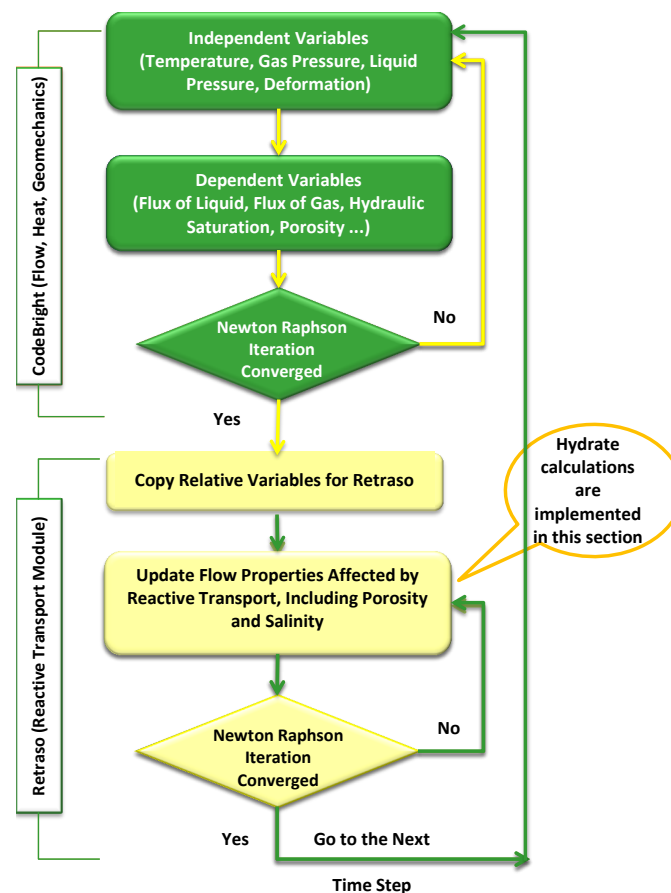 Independent Variables
(Temperature, Gas Pressure, Liquid
Pressure, Deformation)
CodeBright (Flow, Heat, Geomechanics)
Dependent Variables
(Flux of Liquid, Flux of Gas, Hydraulic
Saturation, Porosity ...)
Newton Raphson
Iteration
Converged
No
Yes
Hydrate
calculations
are
implemented
in this section
Copy Relative Variables for Retraso
Retraso (Reactive Transport Module)
Update Flow Properties Affected by
Reactive Transport, Including Porosity
and Salinity
Newton Raphson
Iteration
Converged
No
Yes
Go to the Next
Time Step